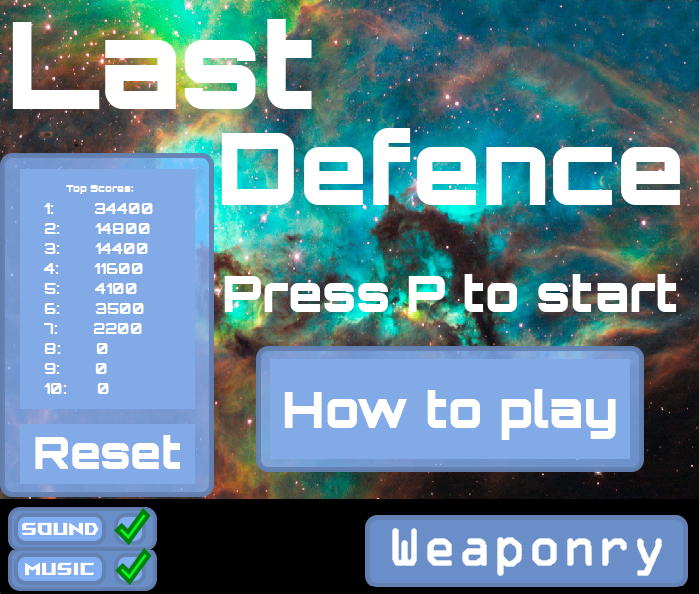 Last
Defence
Top Scores:
1: 34400
2: 14800
3: 14400
4: 11600
5: 4100
6: 3500
7: 2200
8: 0
9: 0
10: 0
Reset
Press P to start
How to play
SOUND
MUSIC
Weaponry